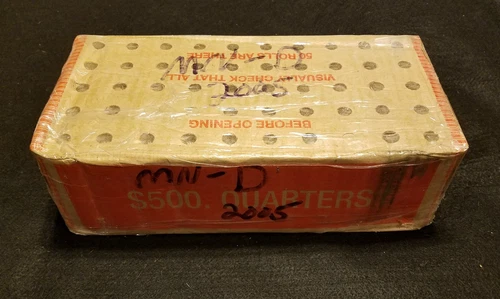 MN-D
2005
BEFORE OPENING
VISUALLY CHECK THAT ALL
50 ROLLS ARE THERE
MN-D
$500. QUARTERS
2005